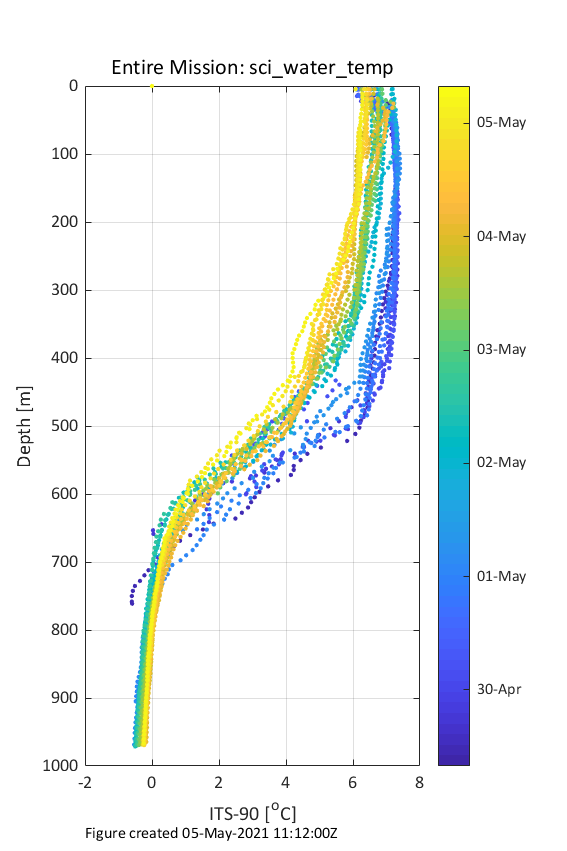 Entire Mission: sci_water_temp
0
100
200
300
400
500
600
700
800
900
1000
Depth [m]
-2
0
2
4
6
8
ITS-90 [°C]
05-May
04-May
03-May
02-May
01-May
30-Apr
Figure created 05-May-2021 11:12:00Z